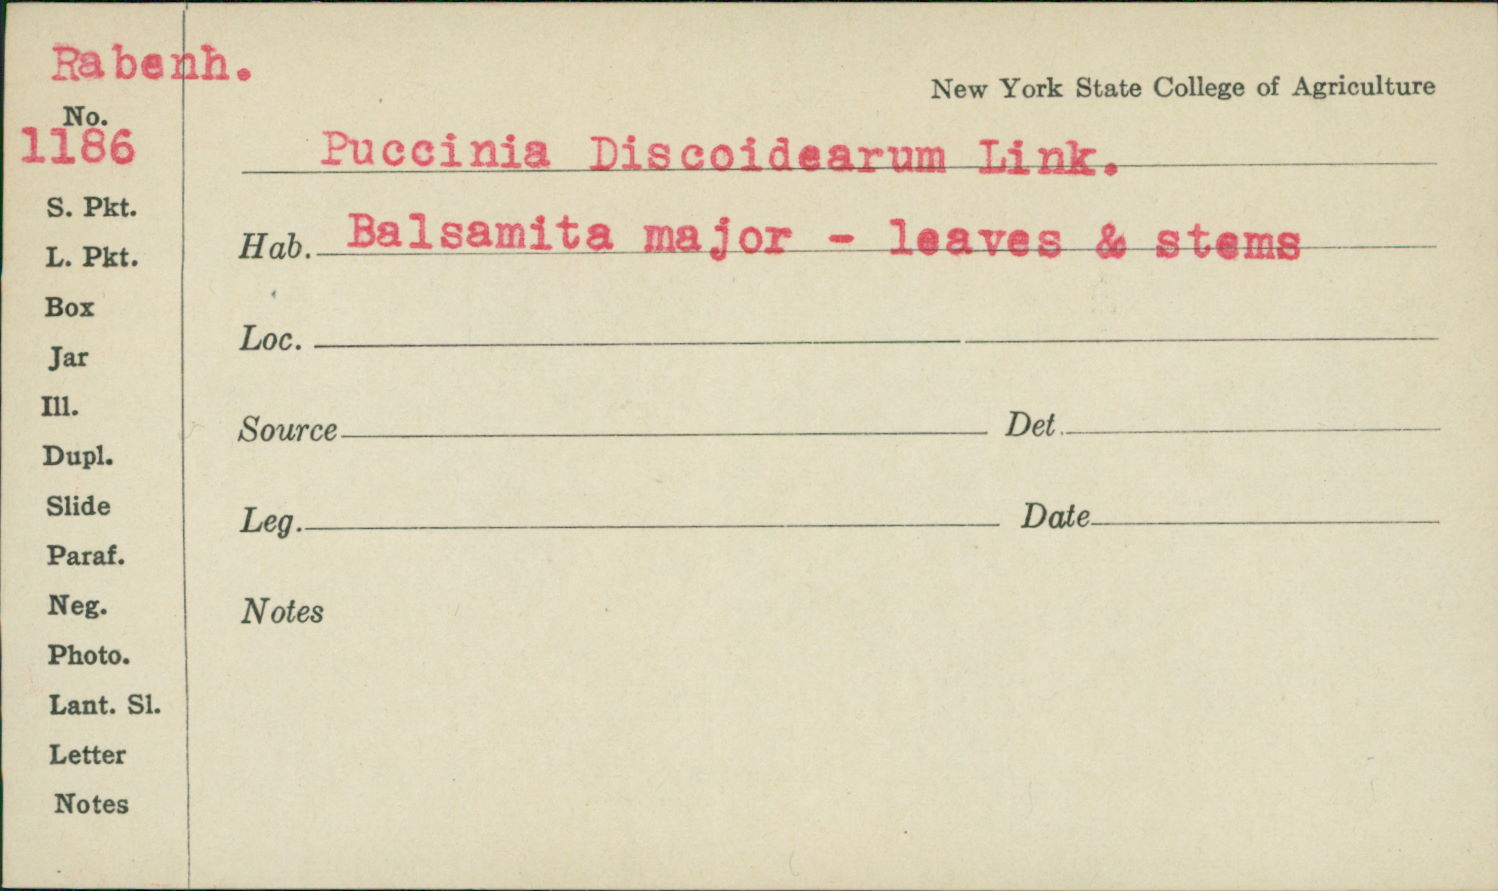 Rabenh.
New York State College of Agriculture
No.
1186
Puccinia Discoidearum Link.
S. Pkt.
Hab. Balsamita major - leaves & stems
L. Pkt.
Box
Loc.
Jar
Ill.
Source Det.
Dupl.
Slide
Leg. Date
Paraf.
Neg.
Notes
Photo.
Lant. Sl.
Letter
Notes